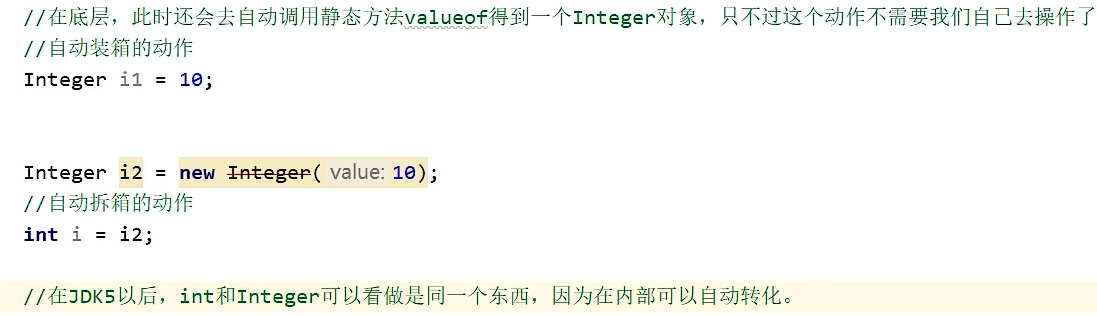 //在底层，此时还会去自动调用静态方法valueof得到一个Integer对象，只不过这个动作不需要我们自己去操作了
//自动装箱的动作
Integer i1 = 10;
Integer i2 = new Integer( value: 10);
//自动拆箱的动作
int i = i2;
//在JDK5以后，int和Integer可以看做是同一个东西，因为在内部可以自动转化。